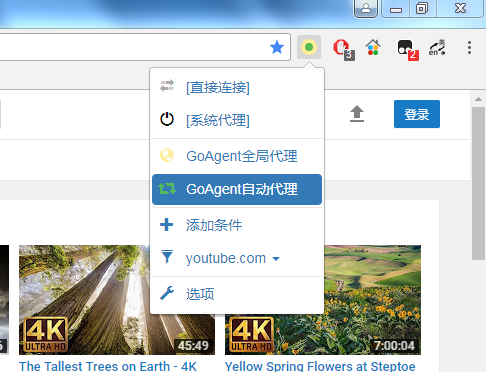 3
2
en英
[直接连接]
[系统代理]
登录
GoAgent全局代理
GoAgent自动代理
添加条件
youtube.com
选项
4K
ULTRA HD
45:49
4K
ULTRA HD
7:00:04
The Tallest Trees on Earth - 4K
Yellow Spring Flowers at Steptoe